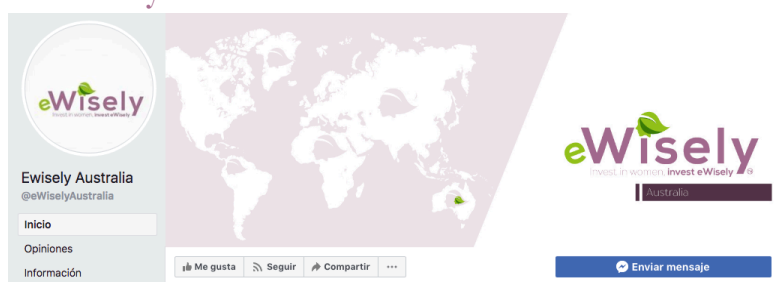 y
eWisely
Invest in women, invest eWisely
Ewisely Australia
@eWiselyAustralia
Inicio
Opiniones
Información
Me gusta
Seguir
Compartir
...
eWisely
Invest in women, invest eWisely ®
Australia
Enviar mensaje